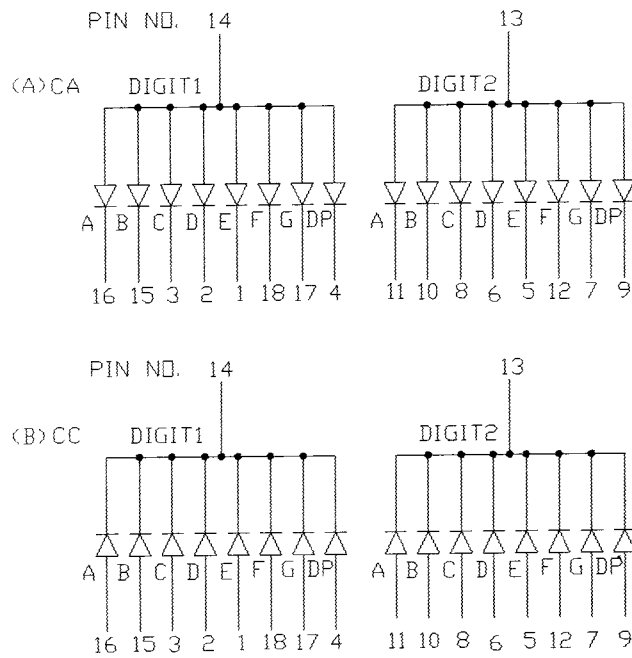 PIN NO. 14 13
(A)CA DIGIT1 DIGIT2
A B C D E F G DP A B C D E F G DP
16 15 3 2 1 18 17 4 11 10 8 6 5 12 7 9
PIN NO. 14 13
(B)CC DIGIT1 DIGIT2
A B C D E F G DP A B C D E F G DP
16 15 3 2 1 18 17 4 11 10 8 6 5 12 7 9